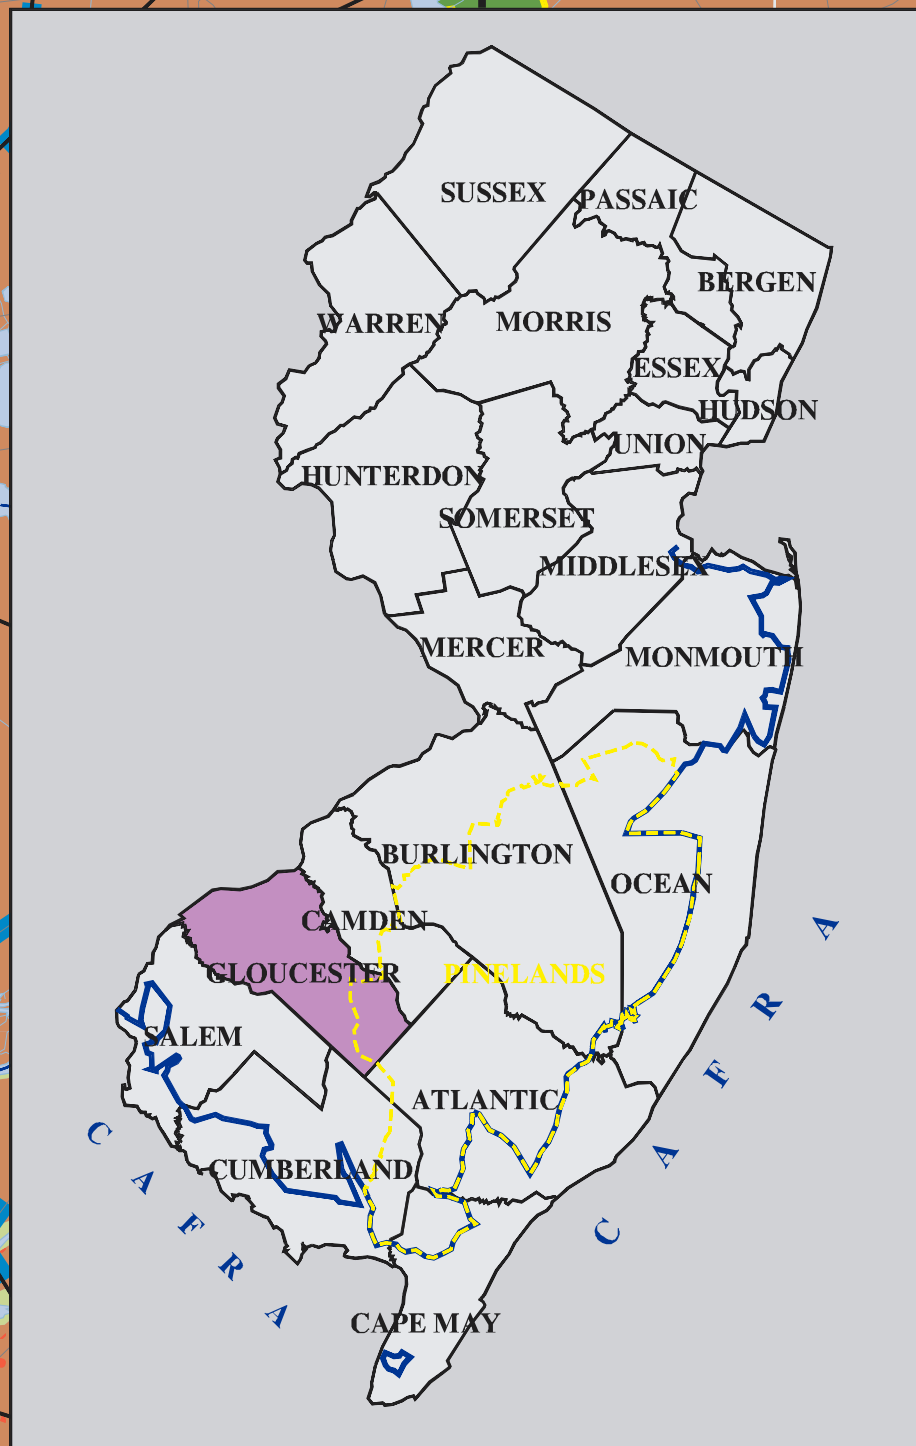 SUSSEX
PASSAIC
BERGEN
WARREN
MORRIS
ESSEX
HUDSON
UNION
HUNTERDON
SOMERSET
MIDDLESEX
MERCER
MONMOUTH
BURLINGTON
OCEAN
CAMDEN
GLOUCESTER
PINELANDS
SALEM
ATLANTIC
CUMBERLAND
CAPE MAY
C A F R A
C A F R A